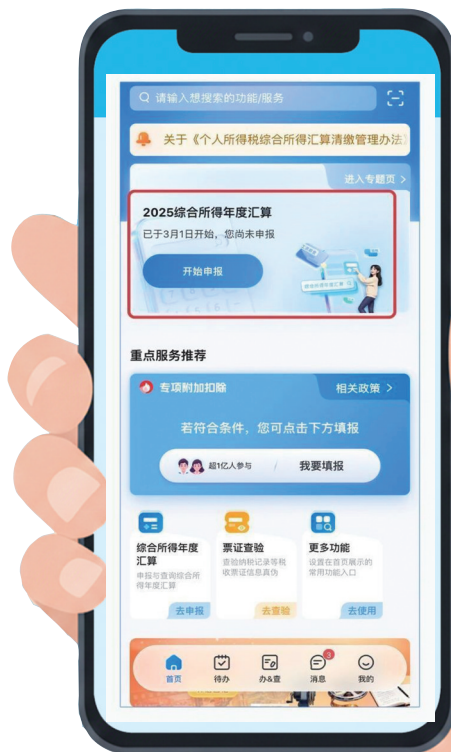 请输入想搜索的功能/服务
关于《个人所得税综合所得汇算清缴管理办法》
进入专题页 >
2025综合所得年度汇算
已于3月1日开始，您尚未申报
开始申报
重点服务推荐
专项附加扣除
相关政策 >
若符合条件，您可点击下方填报
超1亿人参与 / 我要填报
综合所得年度
汇算
申报与查询综合所
得年度汇算
去申报
票证查验
查验纳税记录等税
收票证信息真伪
去查验
更多功能
设置在首页展示的
常用功能入口
去使用
3
首页 待办 办&查 消息 我的